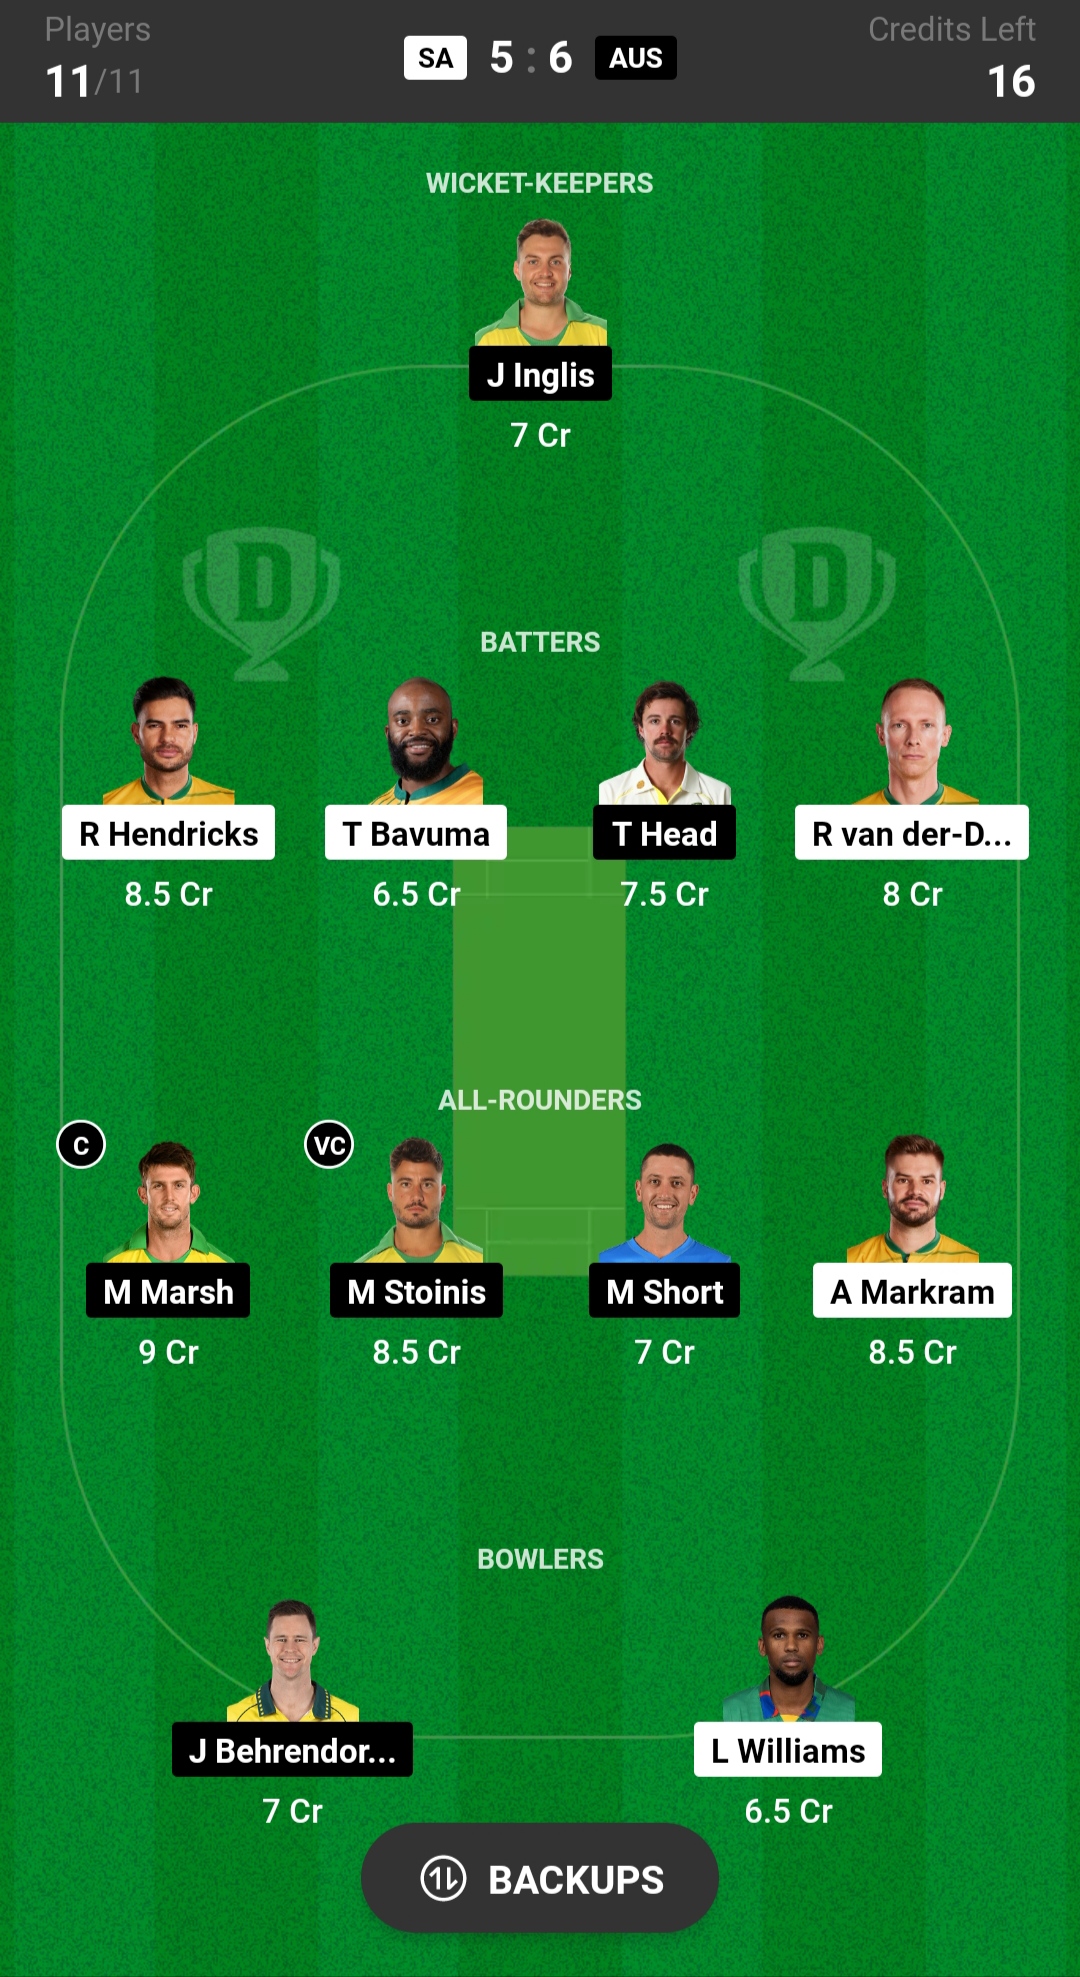 Players
11/11
SA 5 : 6 AUS
Credits Left
16
WICKET-KEEPERS
J Inglis
7 Cr
D D
BATTERS
R Hendricks T Bavuma T Head R van der-D...
8.5 Cr 6.5 Cr 7.5 Cr 8 Cr
ALL-ROUNDERS
C VC
M Marsh M Stoinis M Short A Markram
9 Cr 8.5 Cr 7 Cr 8.5 Cr
BOWLERS
J Behrendor... L Williams
7 Cr 6.5 Cr
BACKUPS